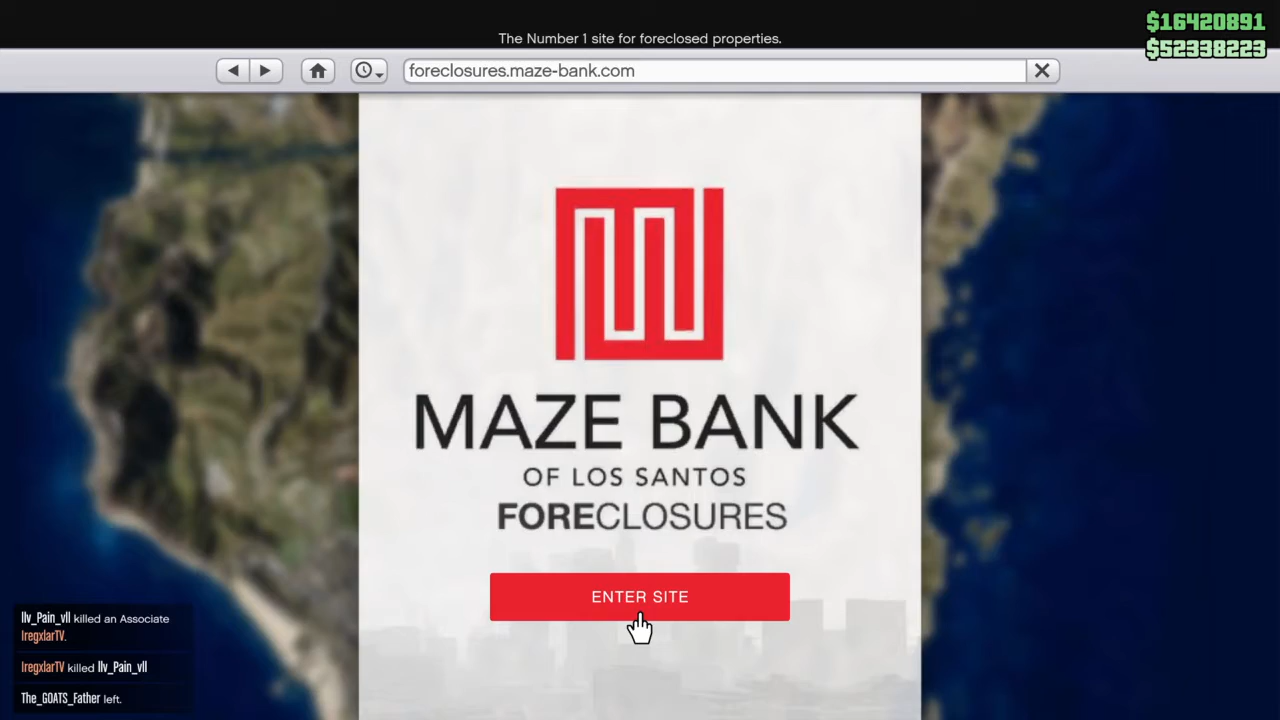 The Number 1 site for foreclosed properties.
$16420891
$52338223
foreclosures.maze-bank.com
MAZE BANK
OF LOS SANTOS
FORECLOSURES
ENTER SITE
llv_Pain_vll killed an Associate
IregxlarTV.
IregxlarTV killed llv_Pain_vll
The_GOATS_Father left.